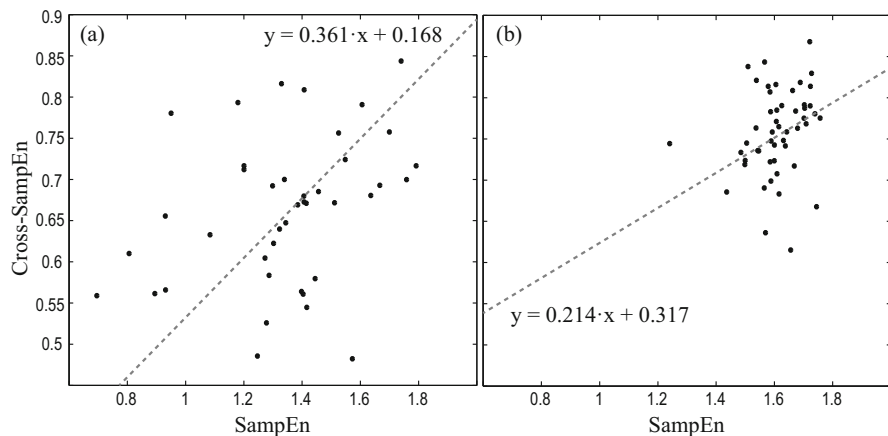 (a)
y = 0.361·x + 0.168
(b)
0.9
0.85
0.8
0.75
0.7
0.65
0.6
0.55
0.5
Cross-SampEn
y = 0.214·x + 0.317
0.8 1 1.2 1.4 1.6 1.8
0.8 1 1.2 1.4 1.6 1.8
SampEn
SampEn